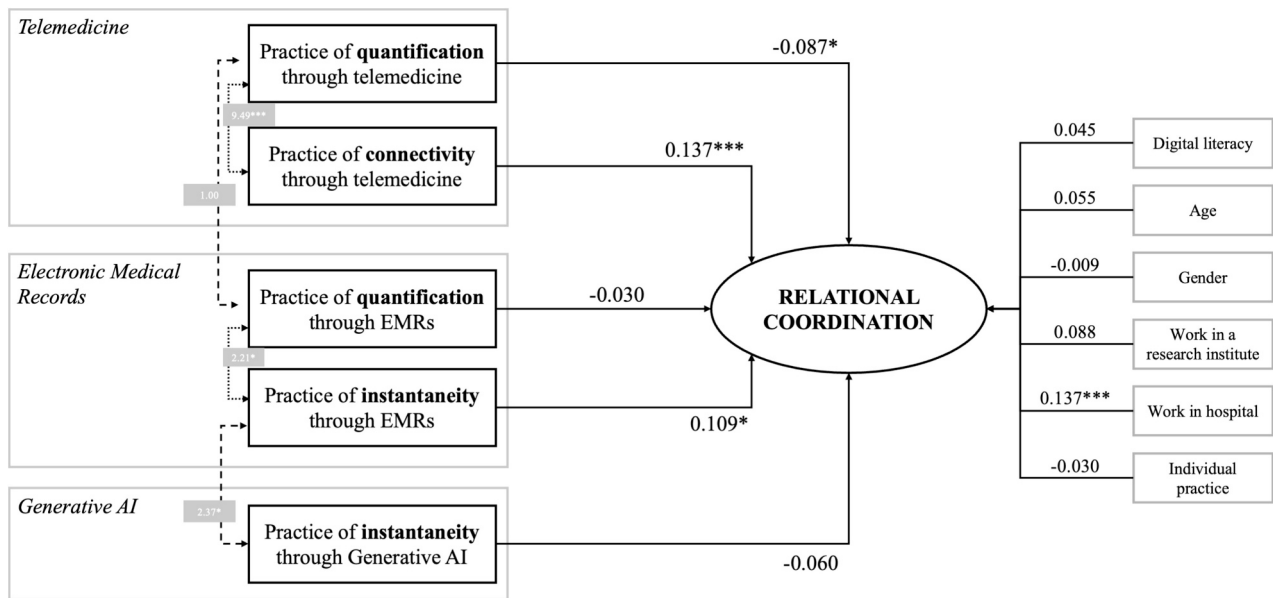 Telemedicine
Practice of quantification
through telemedicine
9.49***
Practice of connectivity
through telemedicine
1.00
Electronic Medical
Records
Practice of quantification
through EMRs
2.21*
Practice of instantaneity
through EMRs
2.37*
Generative AI
Practice of instantaneity
through Generative AI
-0.087*
0.137***
-0.030
0.109*
-0.060
RELATIONAL
COORDINATION
0.045
Digital literacy
0.055
Age
-0.009
Gender
0.088
Work in a
research institute
0.137***
Work in hospital
-0.030
Individual
practice